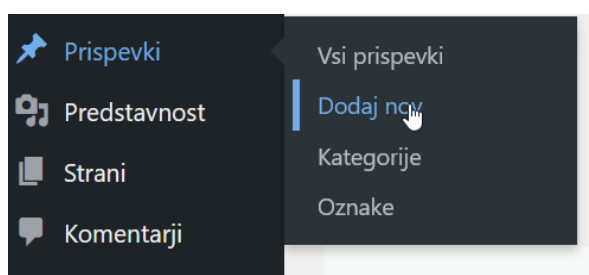 Prispevki
Predstavnost
Strani
Komentarji
Vsi prispevki
Dodaj nov
Kategorije
Oznake